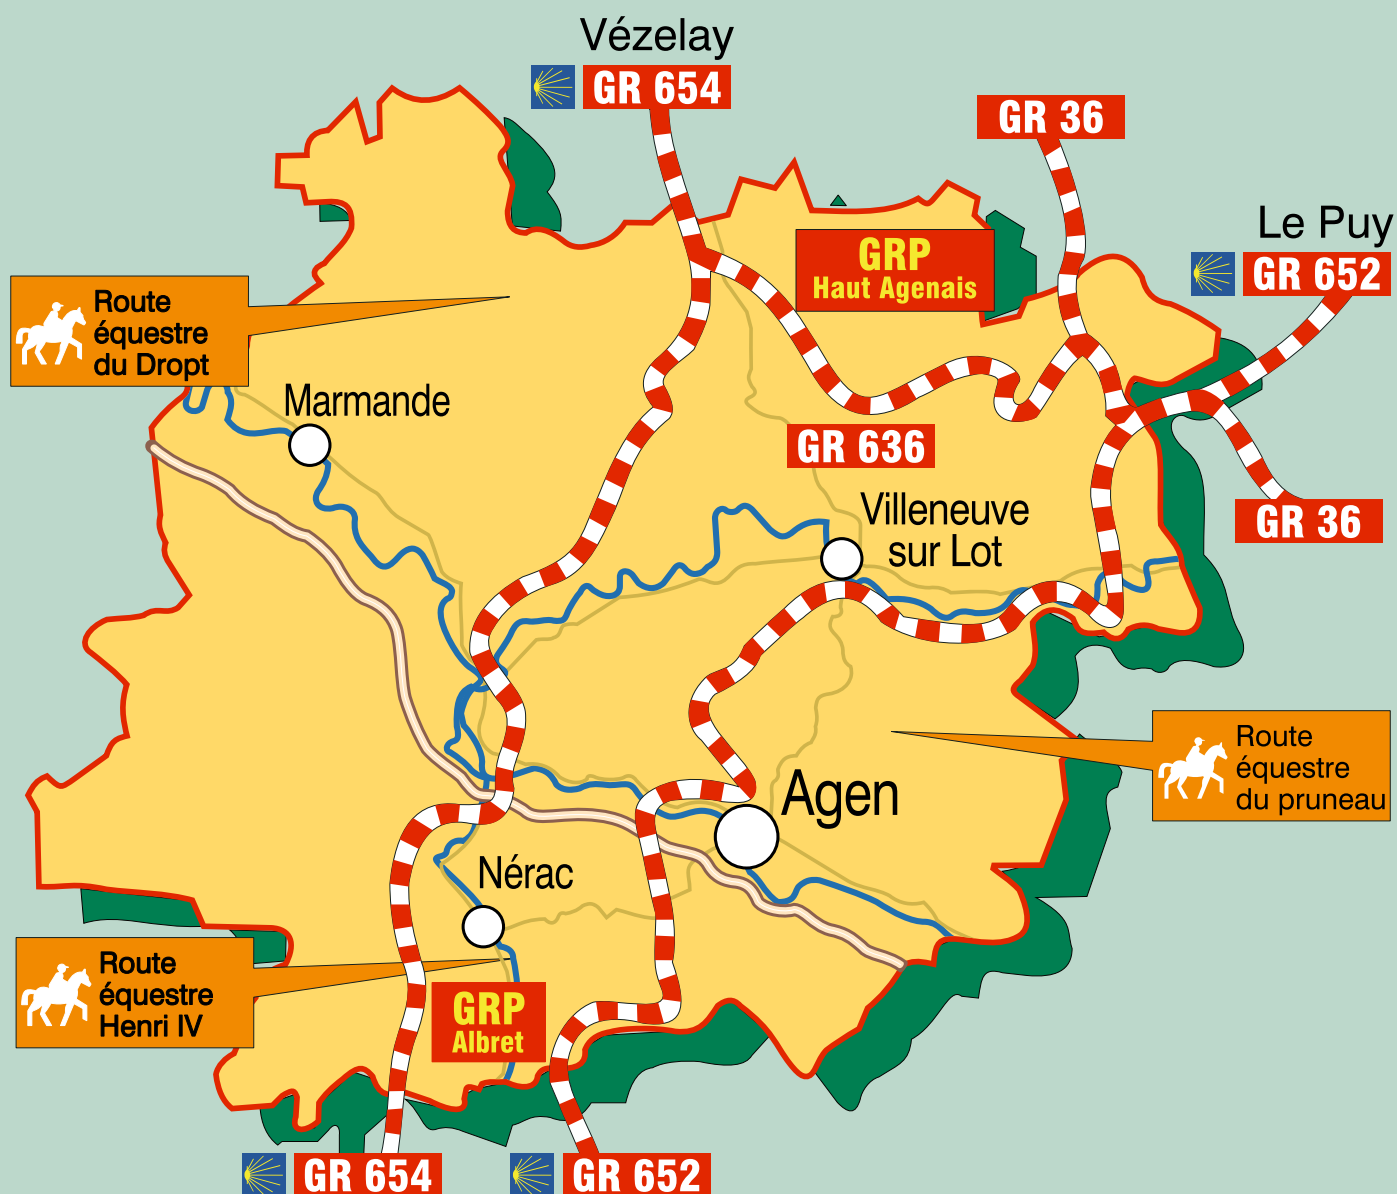 Vézelay
GR 654
GR 36
Le Puy
GR 652
GRP
Haut Agenais
Route
équestre
du Dropt
Marmande
GR 636
Villeneuve
sur Lot
GR 36
Route
équestre
du pruneau
Agen
Nérac
Route
équestre
Henri IV
GRP
Albret
GR 654
GR 652